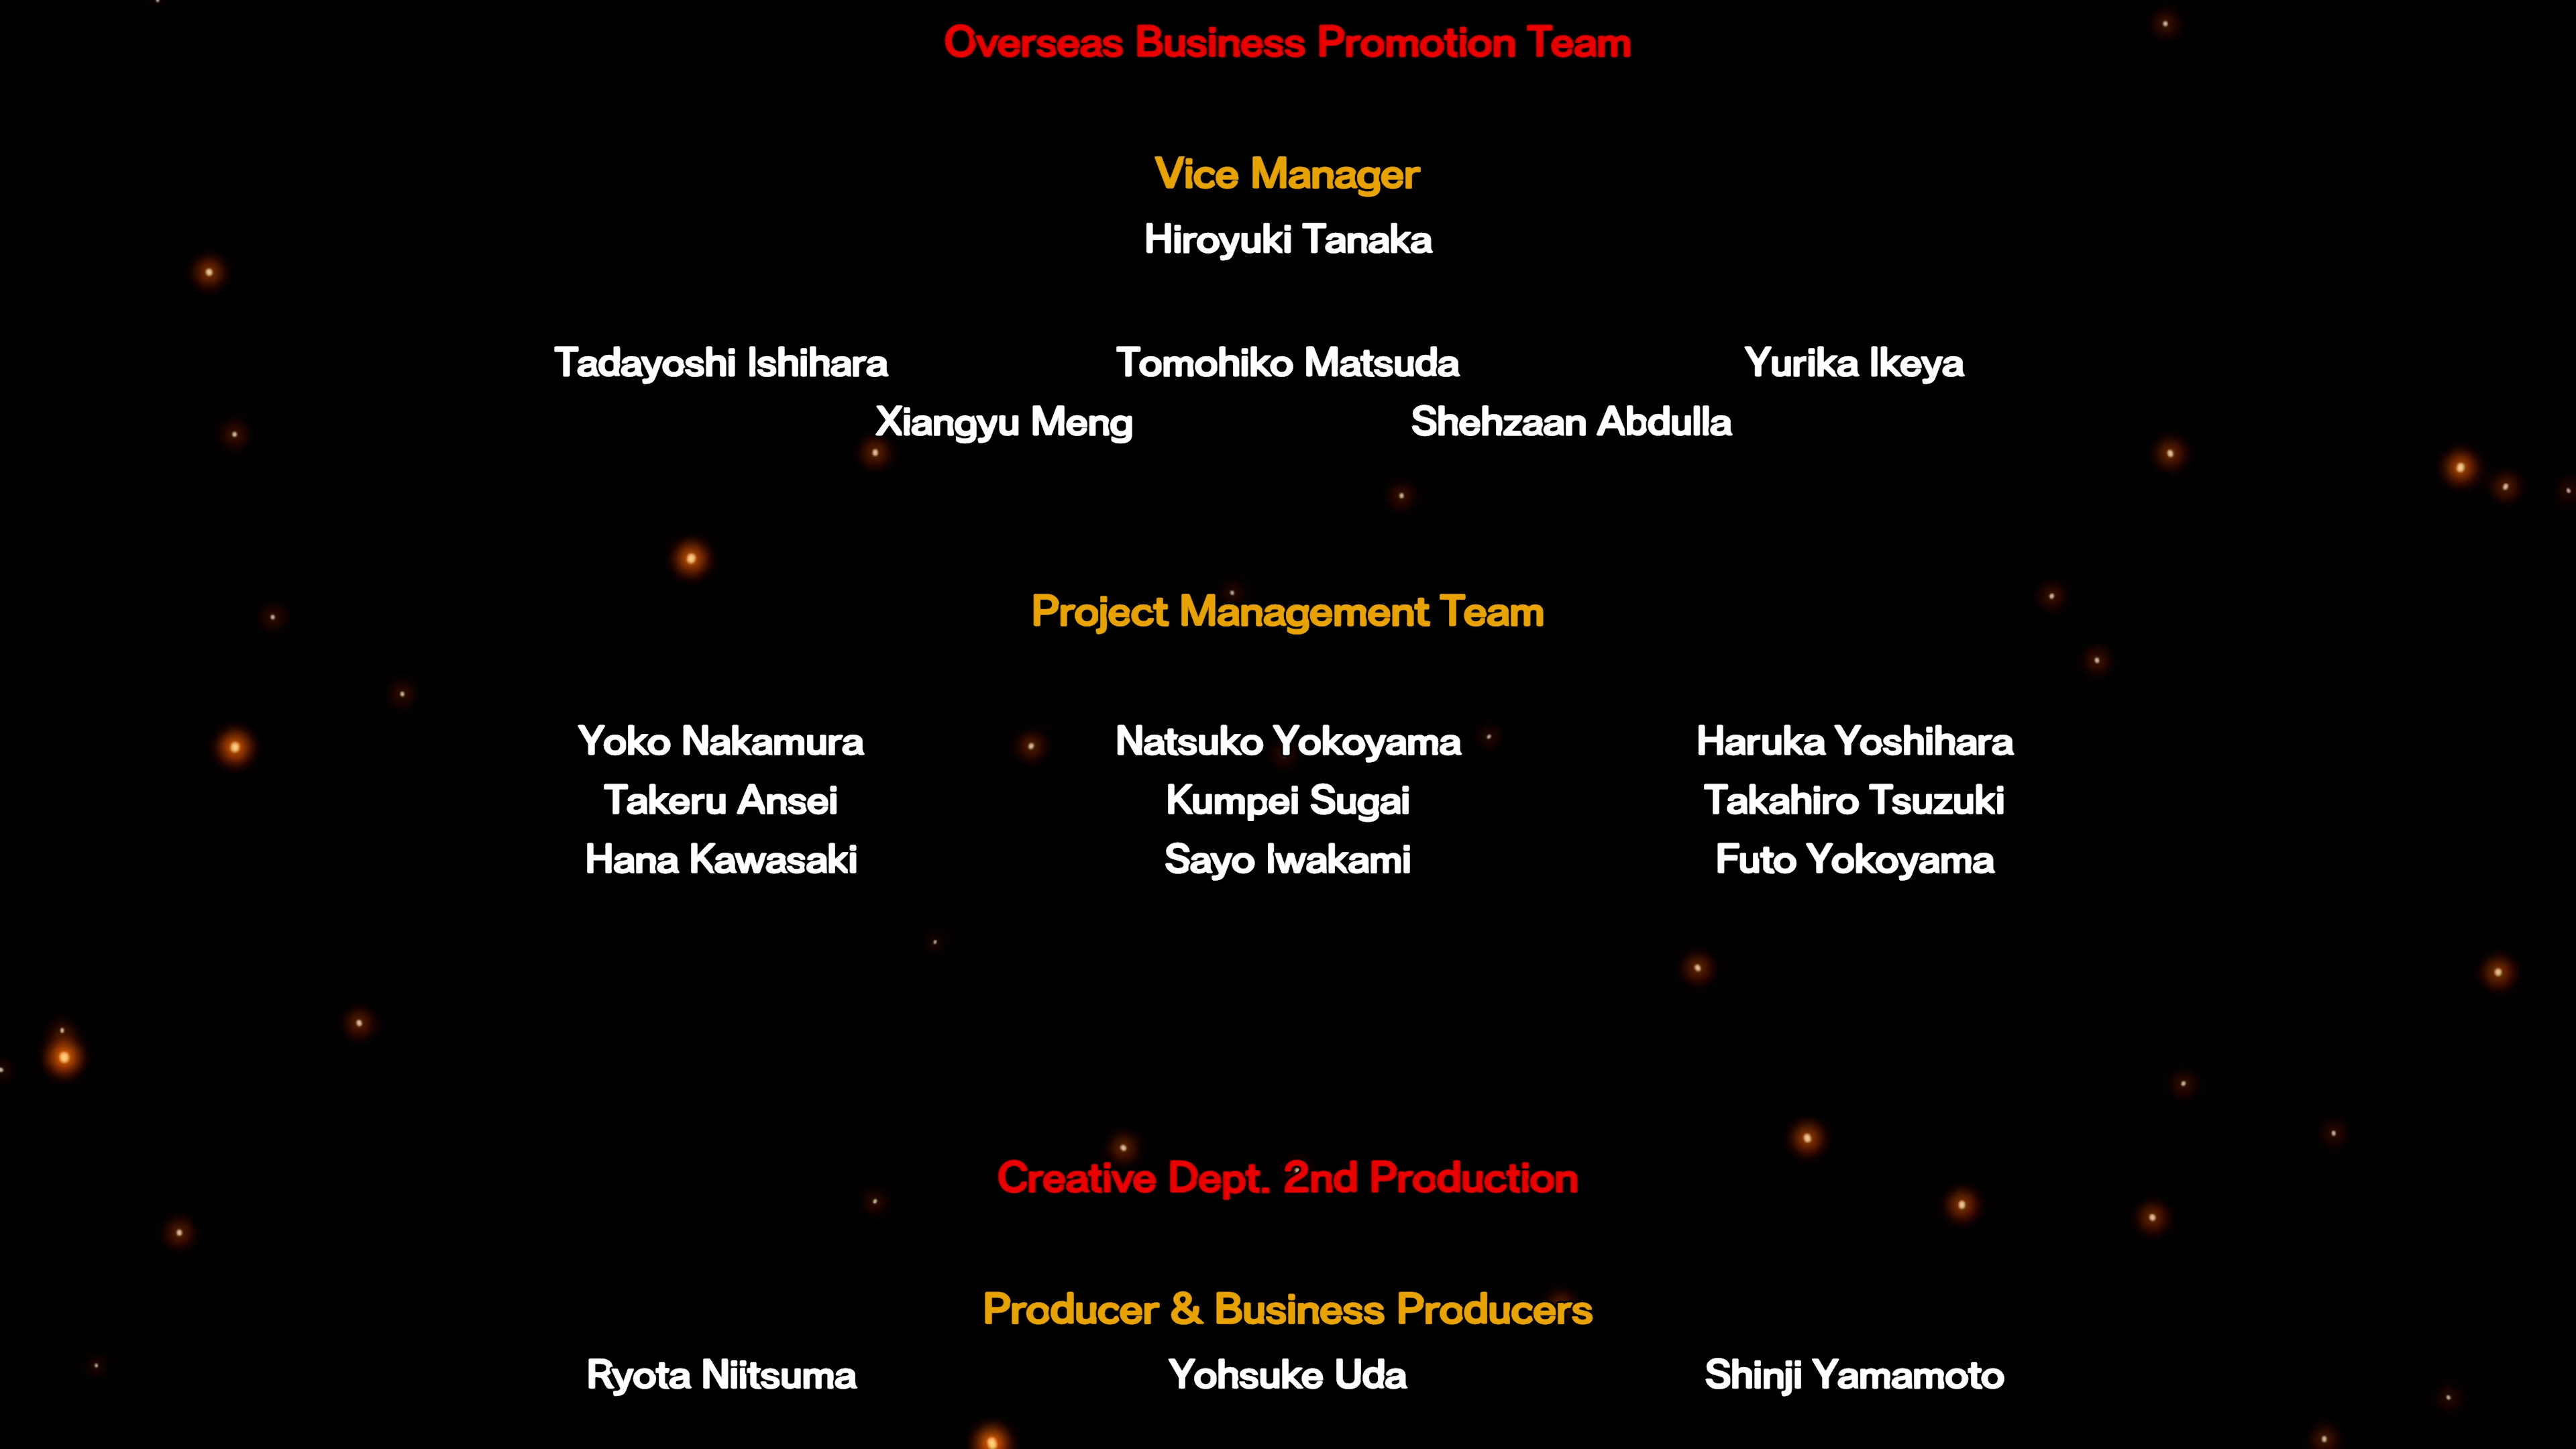 Overseas Business Promotion Team
Vice Manager
Hiroyuki Tanaka
Tadayoshi Ishihara Tomohiko Matsuda Yurika Ikeya
Xiangyu Meng Shehzaan Abdulla
Project Management Team
Yoko Nakamura Natsuko Yokoyama Haruka Yoshihara
Takeru Ansei Kumpei Sugai Takahiro Tsuzuki
Hana Kawasaki Sayo Iwakami Futo Yokoyama
Creative Dept. 2nd Production
Producer & Business Producers
Ryota Niitsuma Yohsuke Uda Shinji Yamamoto